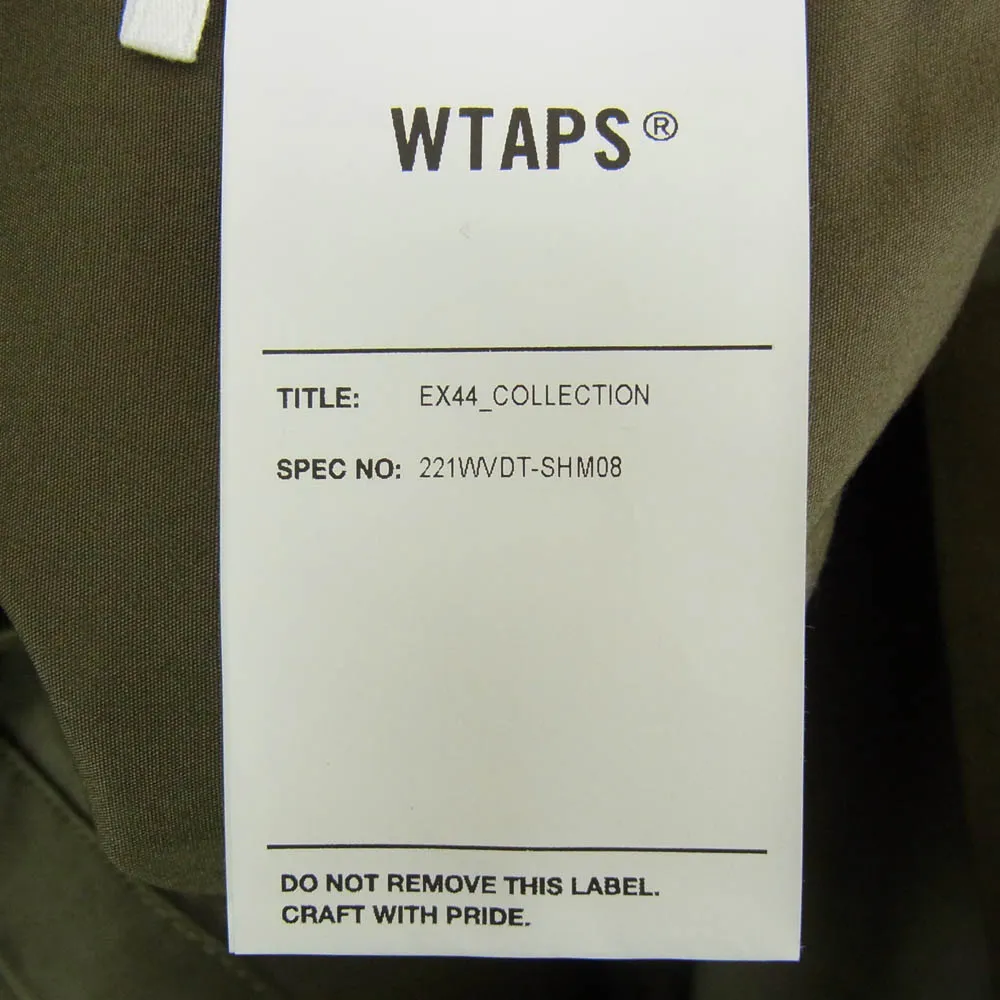 WTAPS®
TITLE: EX44_COLLECTION
SPEC NO: 221WVDT-SHM08
DO NOT REMOVE THIS LABEL.
CRAFT WITH PRIDE.